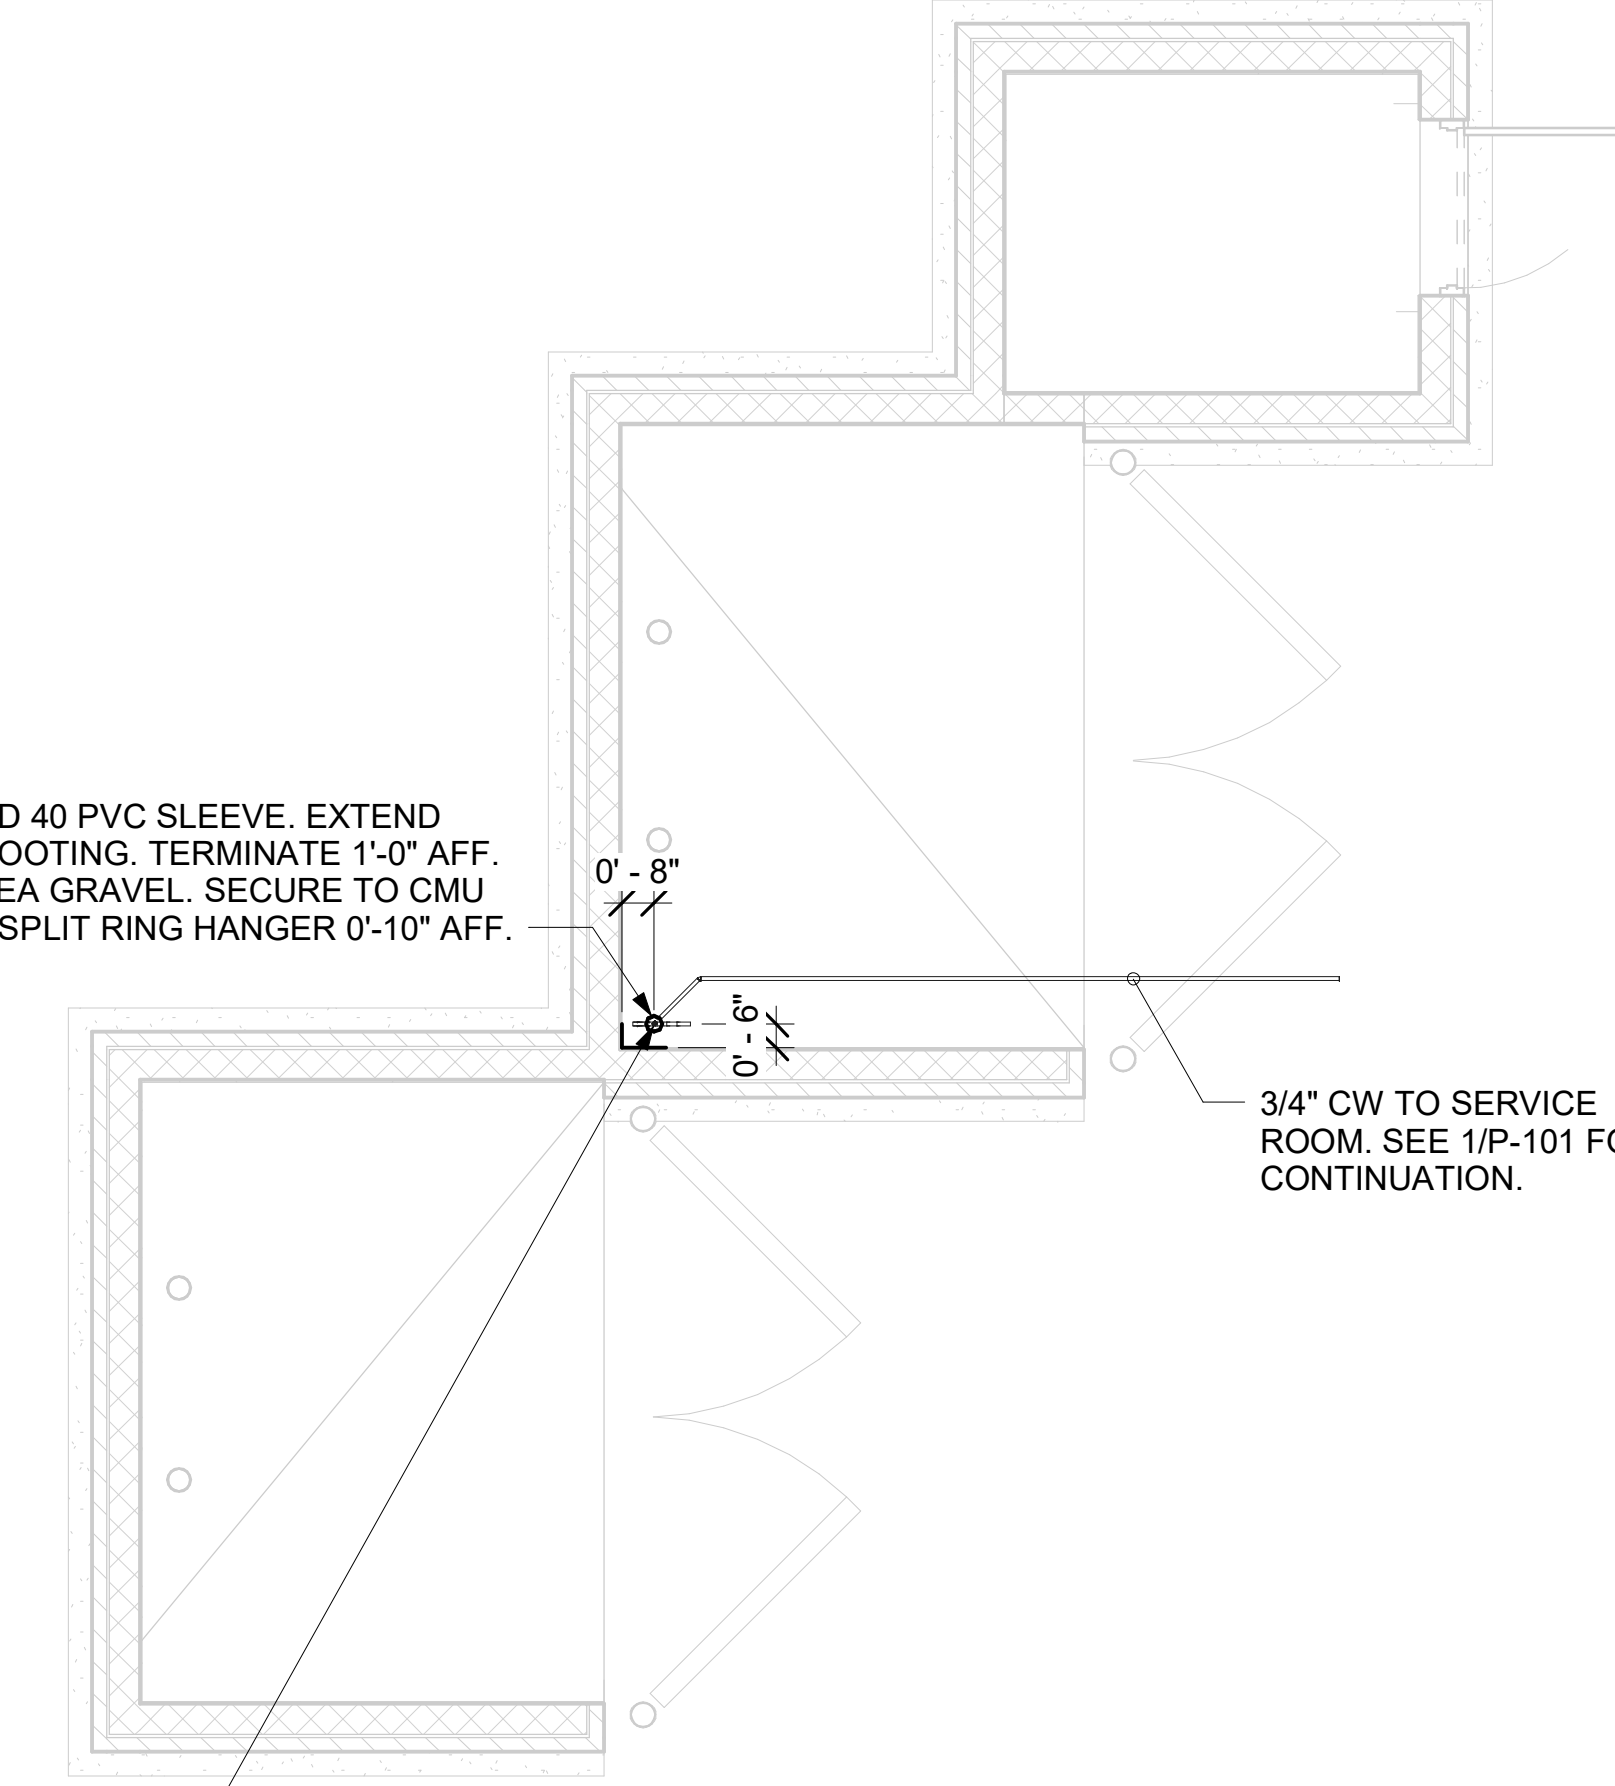 D 40 PVC SLEEVE. EXTEND
OOTING. TERMINATE 1'-0" AFF.
EA GRAVEL. SECURE TO CMU
SPLIT RING HANGER 0'-10" AFF.
0' - 8"
0' - 6"
3/4" CW TO SERVICE
ROOM. SEE 1/P-101 FO
CONTINUATION.